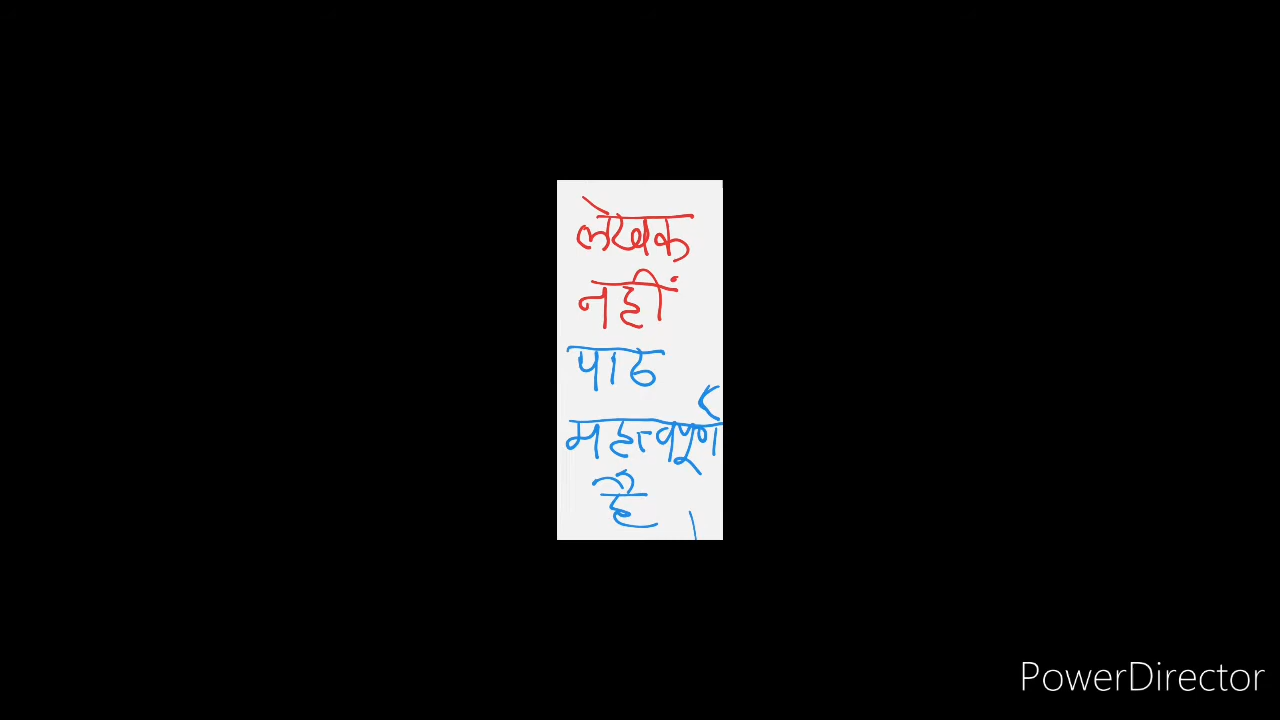 लेखक
नहीं
पाठ
महत्वपूर्ण
है ।
PowerDirector